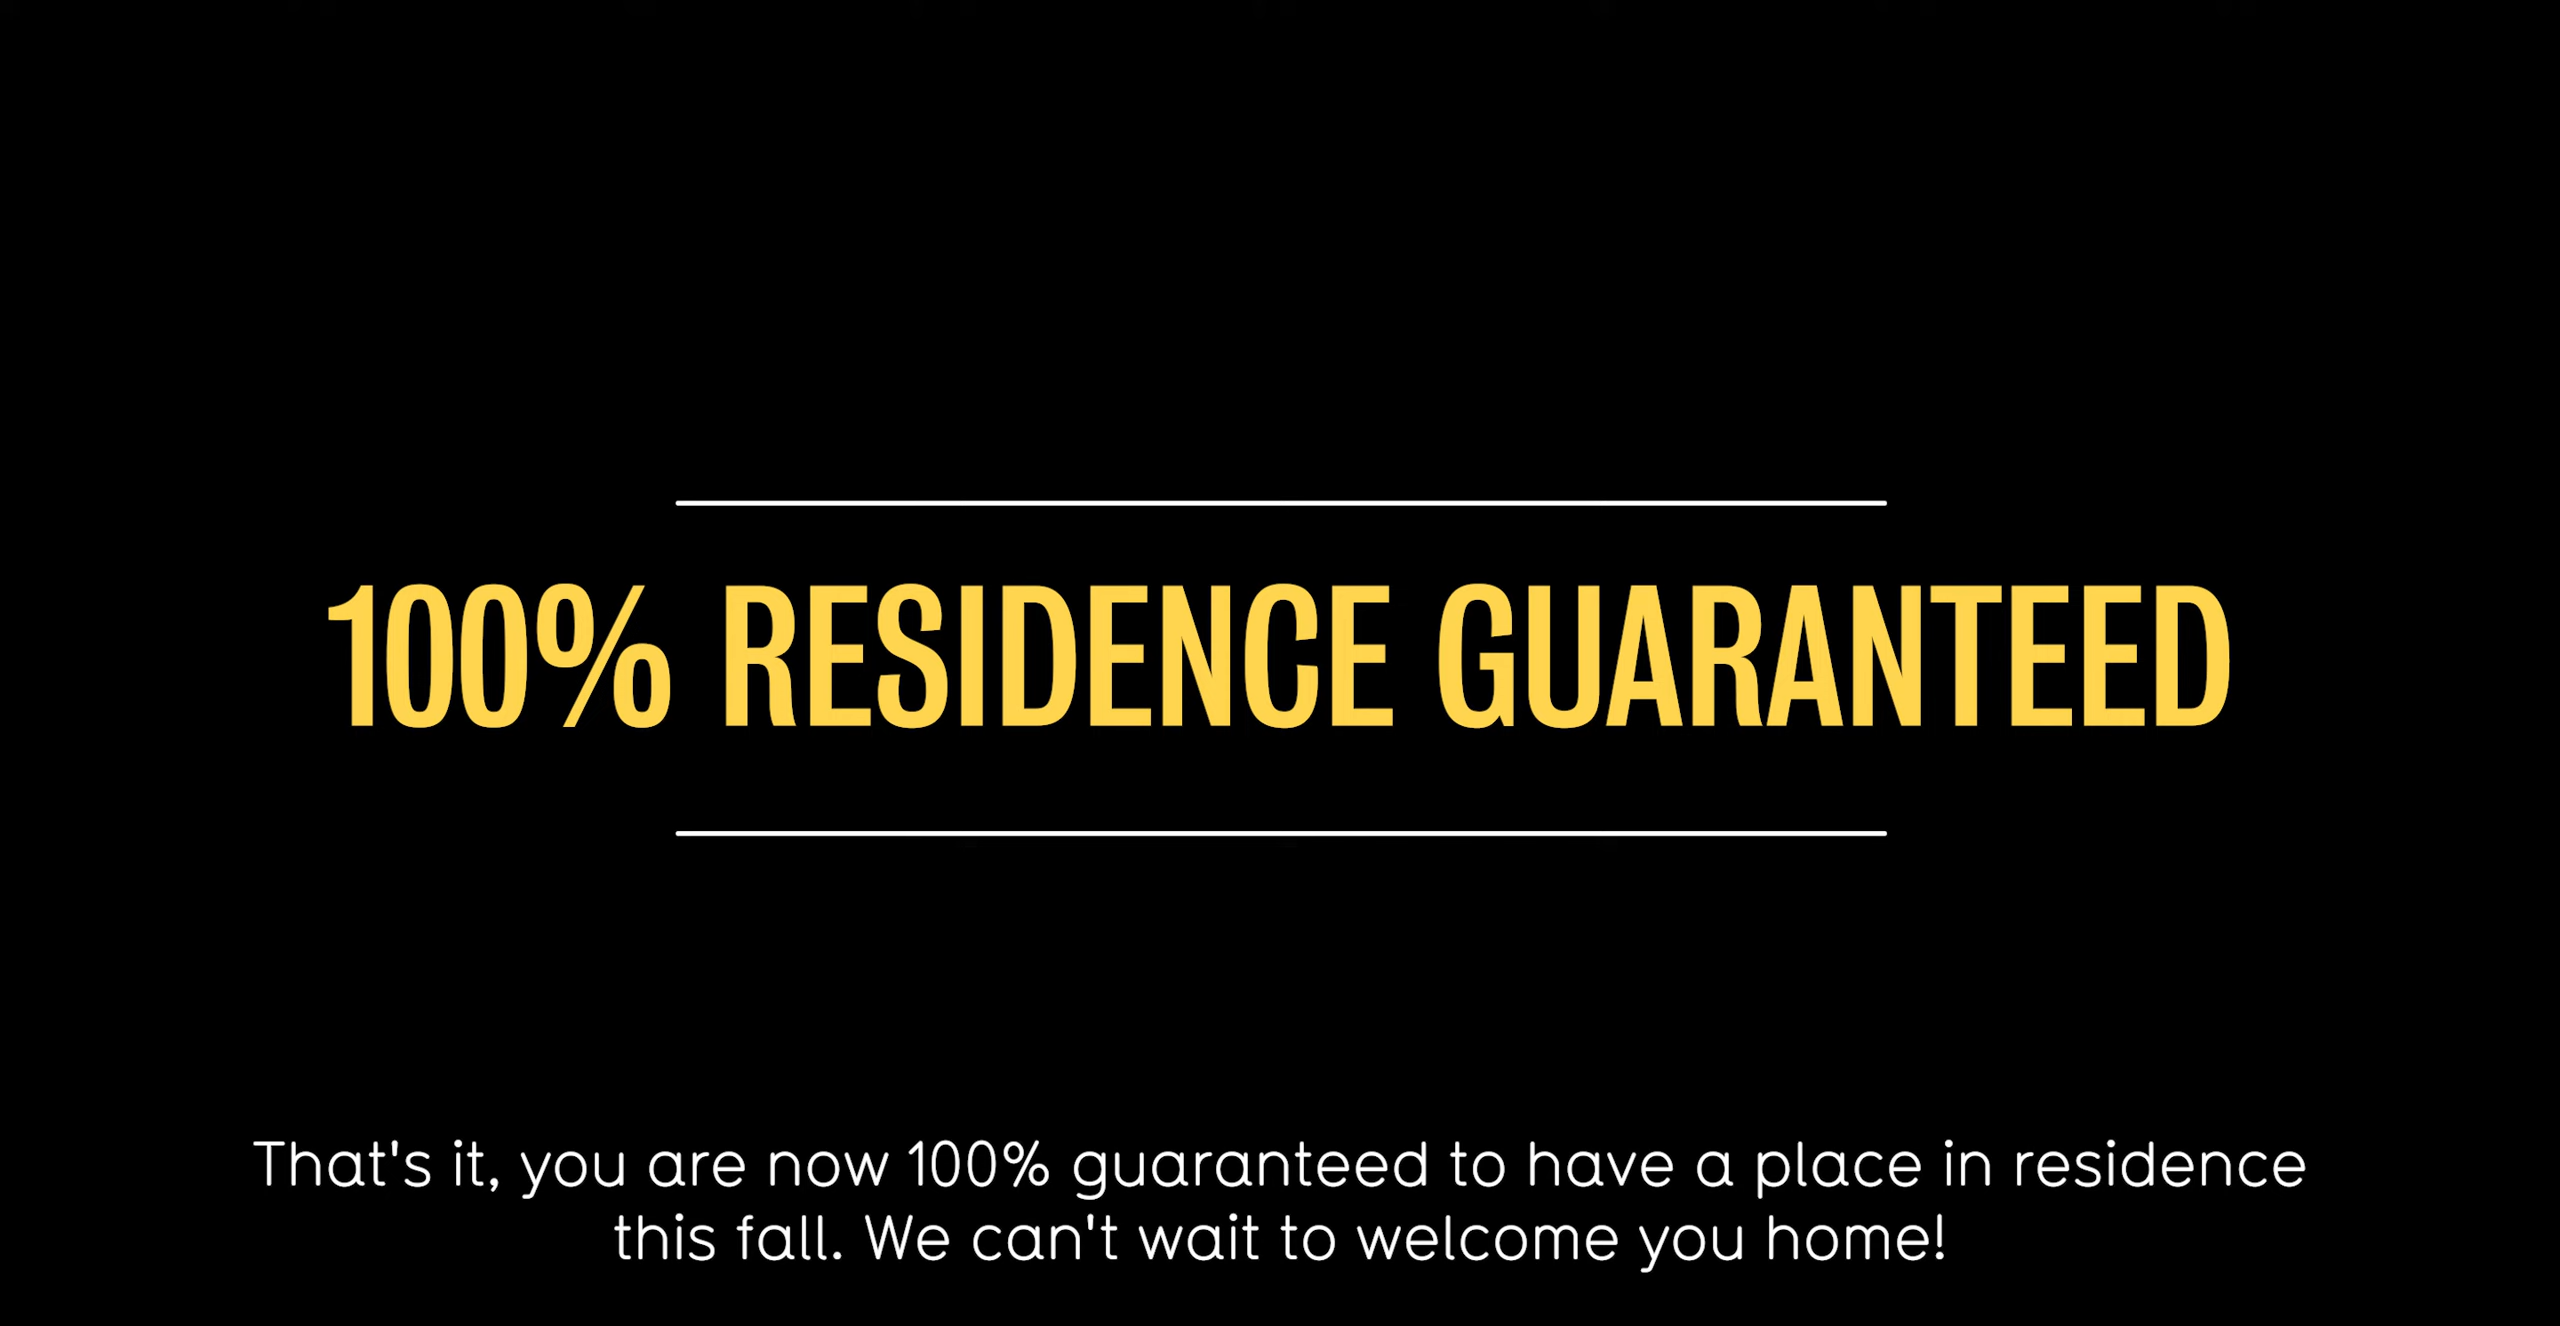 100% RESIDENCE GUARANTEED
That's it, you are now 100% guaranteed to have a place in residence
this fall. We can't wait to welcome you home!